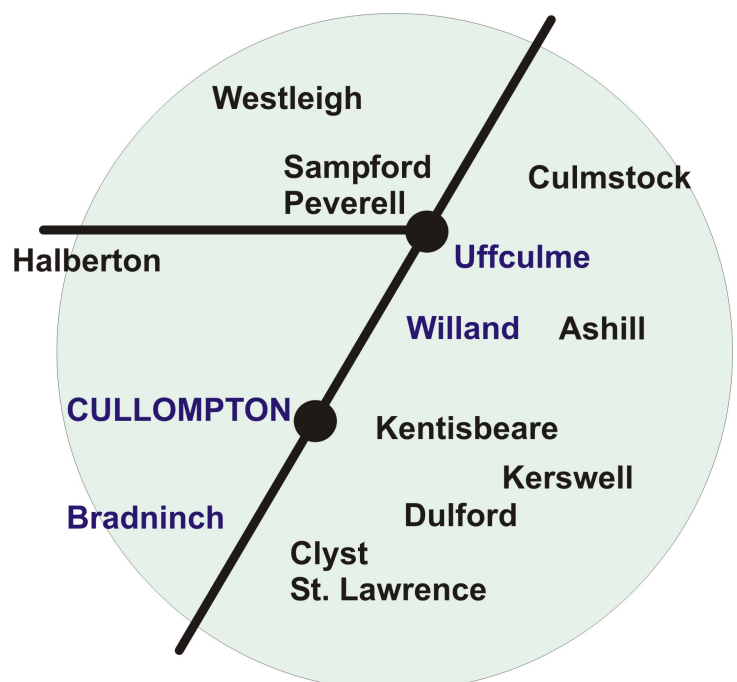 Westleigh
Sampford
Peverell
Culmstock
Halberton
Uffculme
Willand
Ashill
CULLOMPTON
Kentisbeare
Kerswell
Bradninch
Dulford
Clyst
St. Lawrence